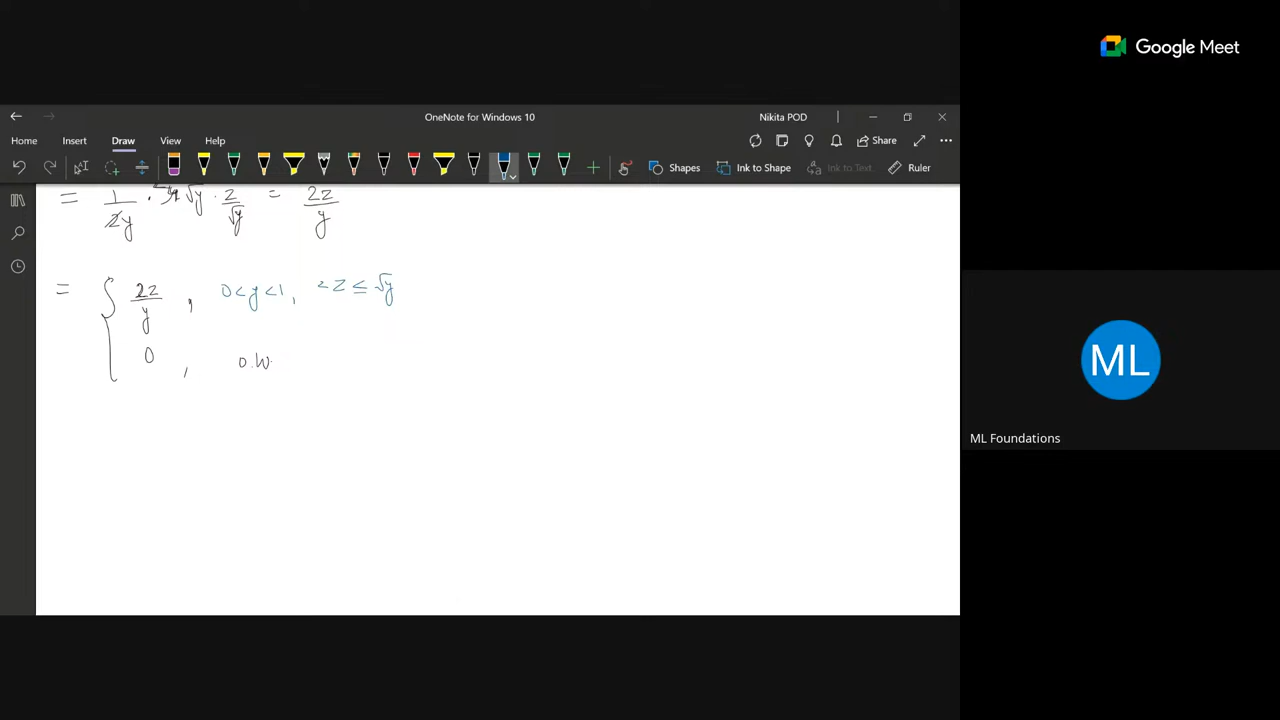 Google Meet
OneNote for Windows 10
Nikita POD
Home Insert Draw View Help
Share
Shapes Ink to Shape Ink to Text Ruler
= 1/2y · √y · z/√y = 2z/y
= { 2z/y , 0<y<1, z ≤ √y
0 , o.w.
ML
ML Foundations